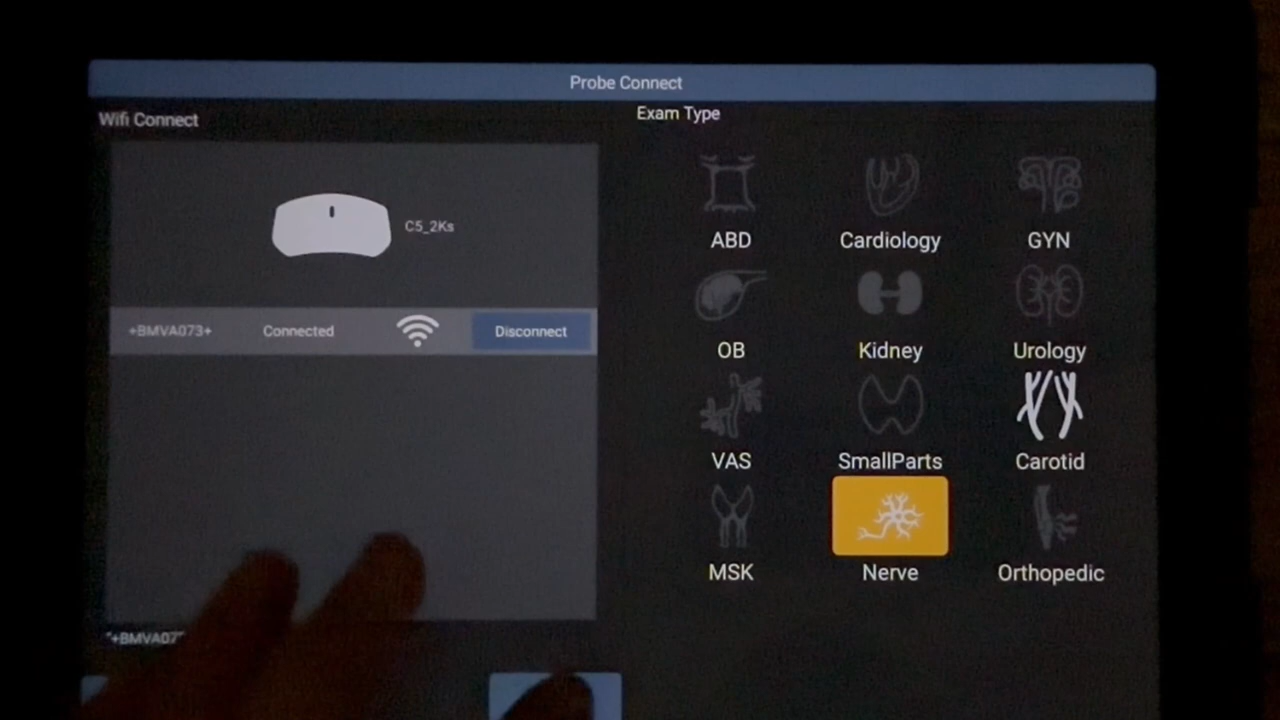 Probe Connect
Wifi Connect
C5_2Ks
+BMVA073+ Connected Disconnect
"+BMVA07
Exam Type
ABD Cardiology GYN
OB Kidney Urology
VAS SmallParts Carotid
MSK Nerve Orthopedic